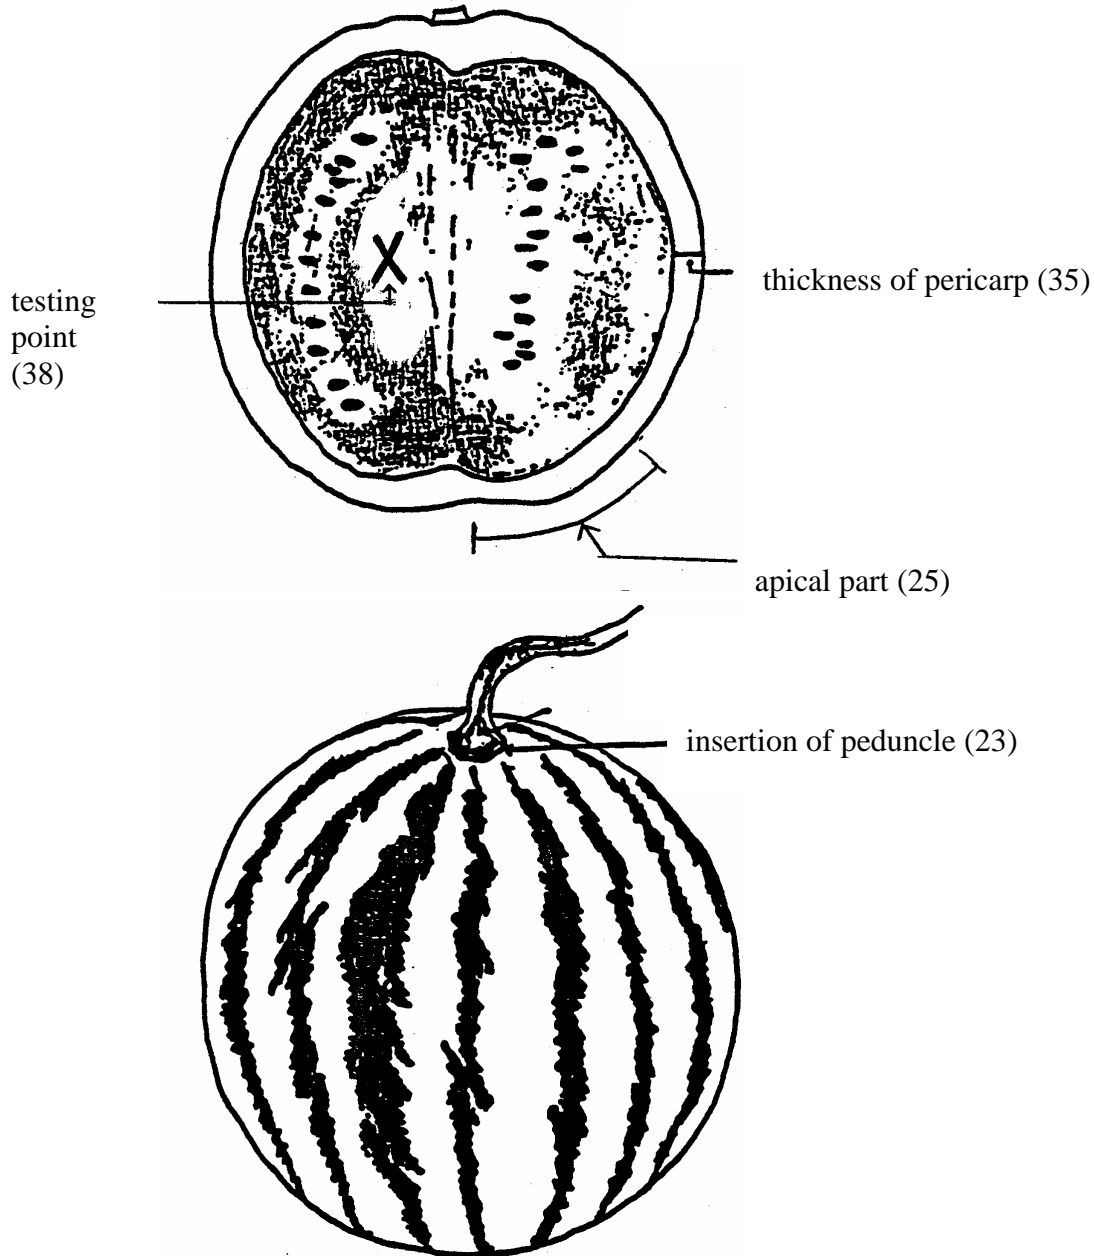 thickness of pericarp (35)
testing
point
(38)
apical part (25)
insertion of peduncle (23)